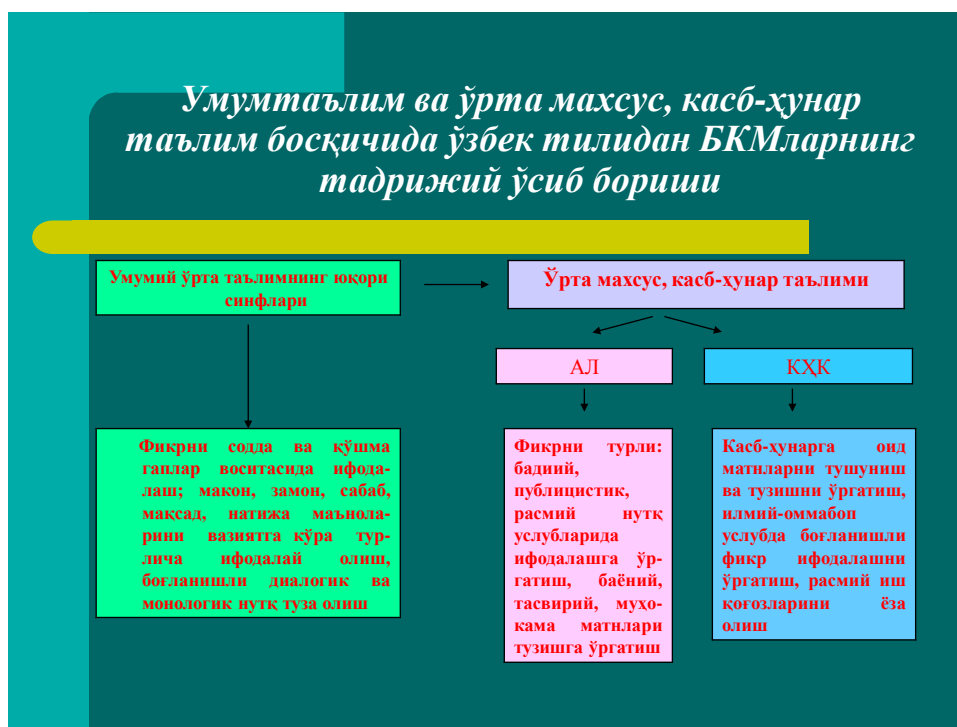 Умумтаълим ва ўрта махсус, касб-ҳунар
таълим босқичида ўзбек тилидан БКМларнинг
тадрижий ўсиб бориши
Умумий ўрта таълимнинг юқори
синфлари
Ўрта махсус, касб-ҳунар таълими
АЛ
КҲК
Фикрни содда ва қўшма
гаплар воситасида ифода-
лаш; макон, замон, сабаб,
мақсад, натижа маънола-
рини вазиятга кўра тур-
лича ифодалай олиш,
боғланишли диалогик ва
монологик нутқ туза олиш
Фикрни турли:
бадиий,
публицистик,
расмий нутқ
услубларида
ифодалашга ўр-
гатиш, баёний,
тасвирий, муҳо-
кама матнлари
тузишга ўргатиш
Касб-ҳунарга оид
матнларни тушуниш
ва тузишни ўргатиш,
илмий-оммабоп
услубда боғланишли
фикр ифодалашни
ўргатиш, расмий иш
қоғозларини ёза
олиш